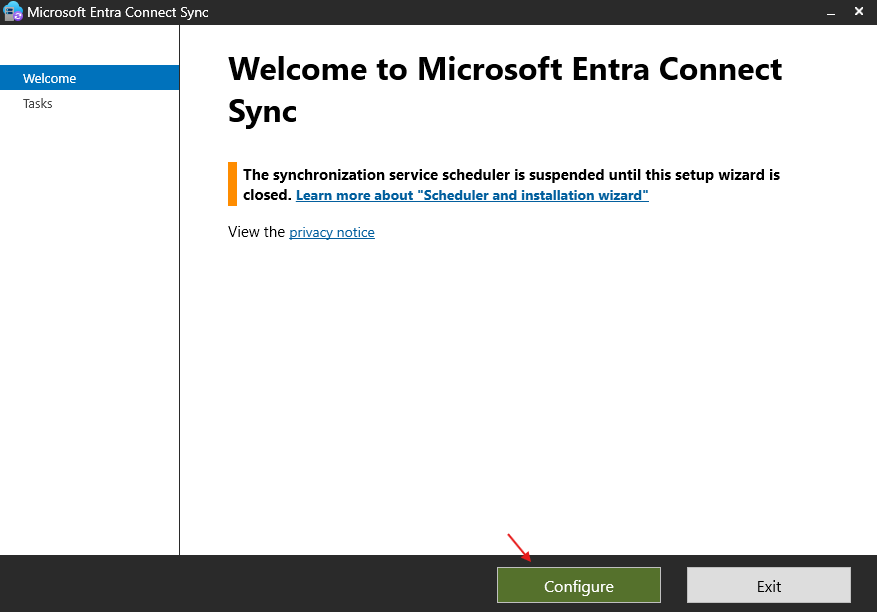 Microsoft Entra Connect Sync
Welcome
Tasks
Welcome to Microsoft Entra Connect
Sync
The synchronization service scheduler is suspended until this setup wizard is
closed. Learn more about "Scheduler and installation wizard"
View the privacy notice
Configure
Exit